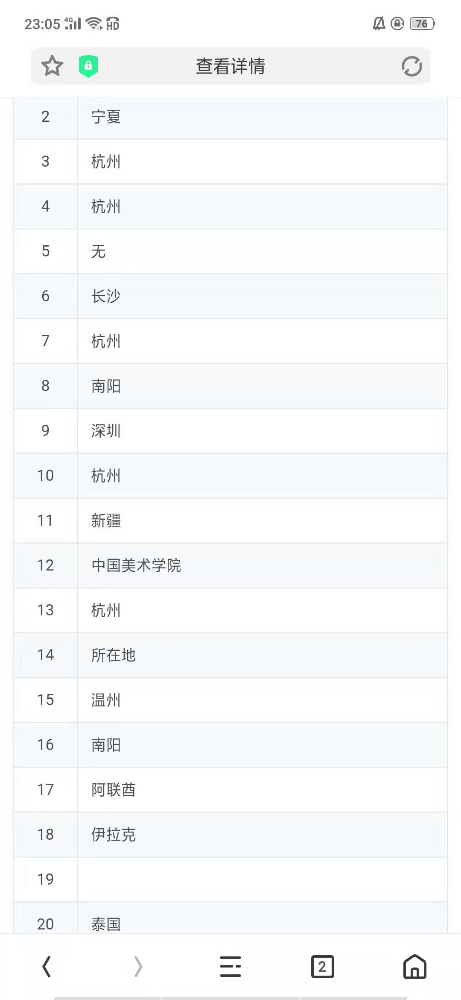 23:05 4G HD 76
查看详情
2 宁夏
3 杭州
4 杭州
5 无
6 长沙
7 杭州
8 南阳
9 深圳
10 杭州
11 新疆
12 中国美术学院
13 杭州
14 所在地
15 温州
16 南阳
17 阿联酋
18 伊拉克
19
20 泰国
2